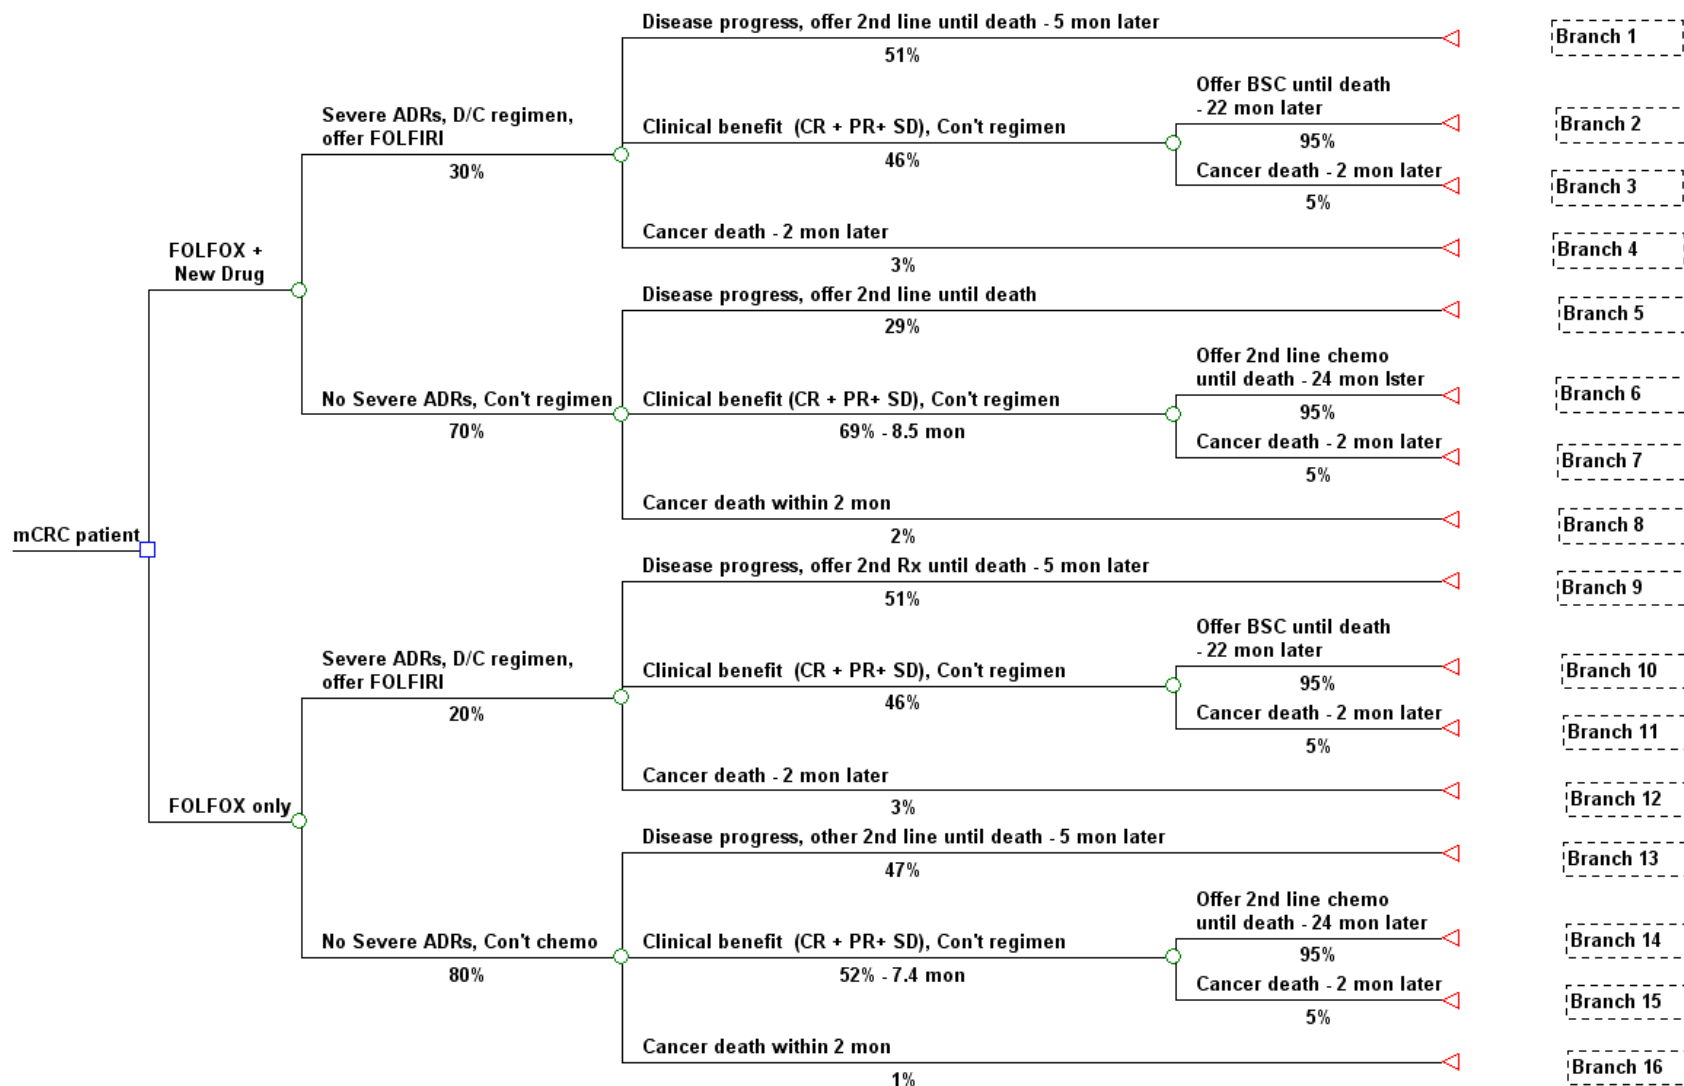 Disease progress, offer 2nd line until death - 5 mon later
51%
Branch 1
Severe ADRs, D/C regimen,
offer FOLFIRI
30%
Clinical benefit (CR + PR+ SD), Con't regimen
46%
Offer BSC until death
- 22 mon later
95%
Branch 2
Cancer death - 2 mon later
5%
Branch 3
Cancer death - 2 mon later
3%
Branch 4
FOLFOX +
New Drug
Disease progress, offer 2nd line until death
29%
Branch 5
No Severe ADRs, Con't regimen
70%
Clinical benefit (CR + PR+ SD), Con't regimen
69% - 8.5 mon
Offer 2nd line chemo
until death - 24 mon lster
95%
Branch 6
Cancer death - 2 mon later
5%
Branch 7
Cancer death within 2 mon
2%
Branch 8
mCRC patient
Disease progress, offer 2nd Rx until death - 5 mon later
51%
Branch 9
Severe ADRs, D/C regimen,
offer FOLFIRI
20%
Clinical benefit (CR + PR+ SD), Con't regimen
46%
Offer BSC until death
- 22 mon later
95%
Branch 10
Cancer death - 2 mon later
5%
Branch 11
Cancer death - 2 mon later
3%
Branch 12
FOLFOX only
Disease progress, other 2nd line until death - 5 mon later
47%
Branch 13
No Severe ADRs, Con't chemo
80%
Clinical benefit (CR + PR+ SD), Con't regimen
52% - 7.4 mon
Offer 2nd line chemo
until death - 24 mon later
95%
Branch 14
Cancer death - 2 mon later
5%
Branch 15
Cancer death within 2 mon
1%
Branch 16